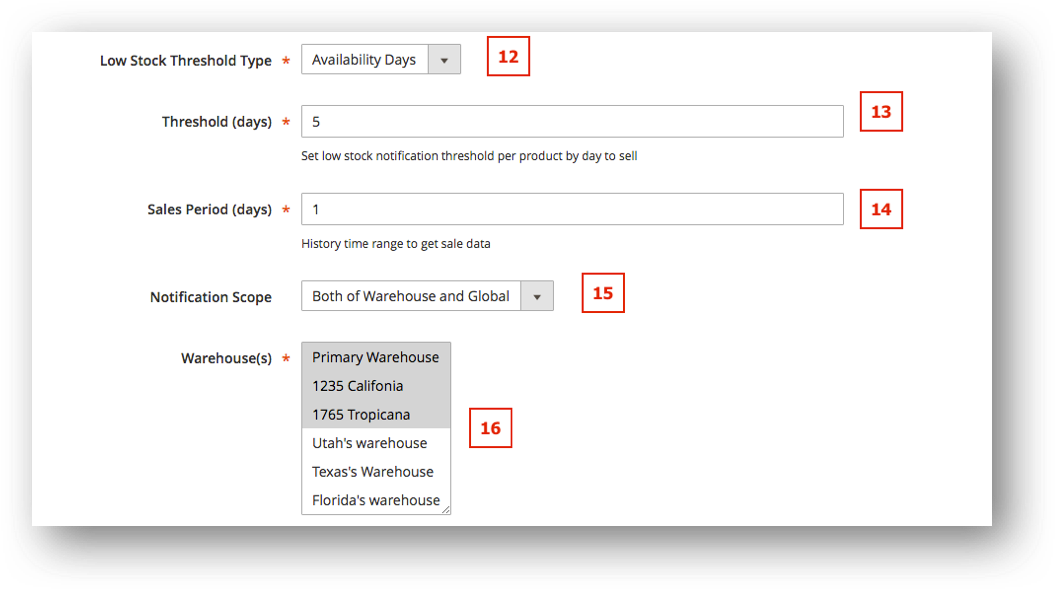 Low Stock Threshold Type * Availability Days 12
Threshold (days) * 5 13
Set low stock notification threshold per product by day to sell
Sales Period (days) * 1 14
History time range to get sale data
Notification Scope Both of Warehouse and Global 15
Warehouse(s) * Primary Warehouse
1235 Califonia
1765 Tropicana
16
Utah's warehouse
Texas's Warehouse
Florida's warehouse